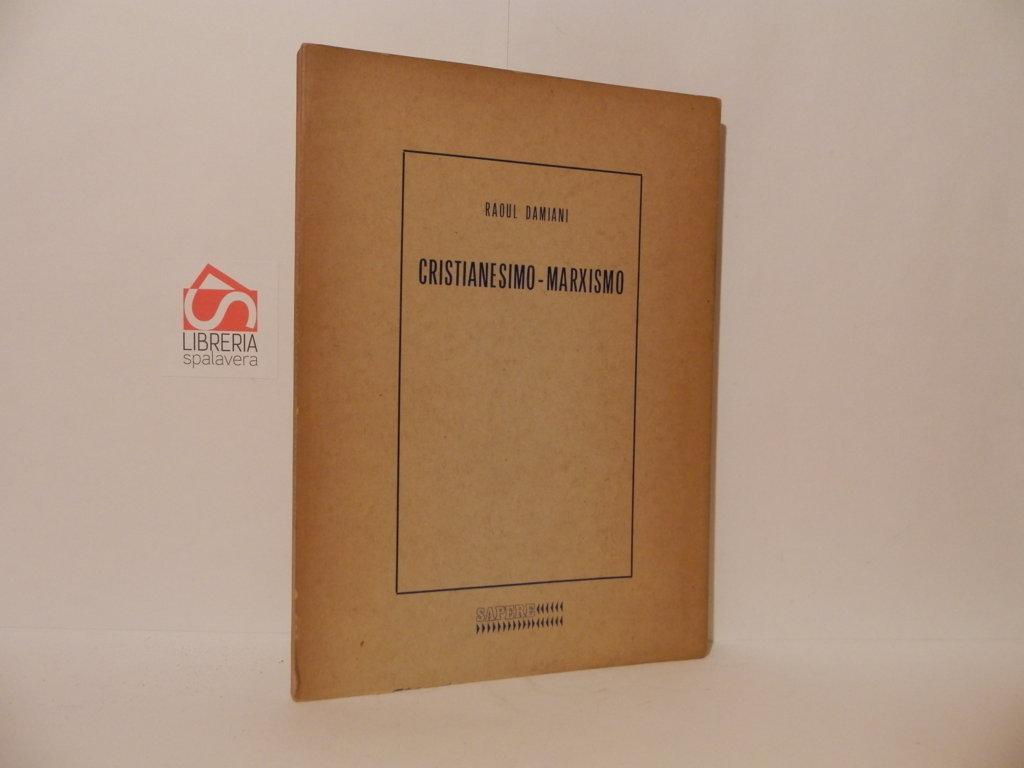 RAOUL DAMIANI
CRISTIANESIMO-MARXISMO
SAPERE
LIBRERIA
spalavera